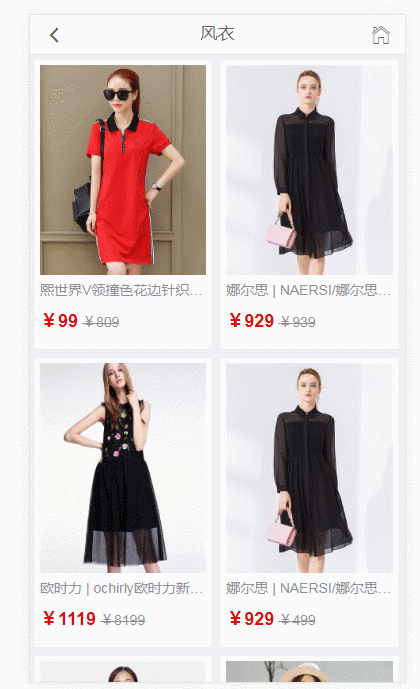 风衣
熙世界V领撞色花边针织...
娜尔思 | NAERSI/娜尔思...
￥99 ￥809
￥929 ￥939
欧时力 | ochirly欧时力新...
娜尔思 | NAERSI/娜尔思...
￥1119 ￥8199
￥929 ￥499